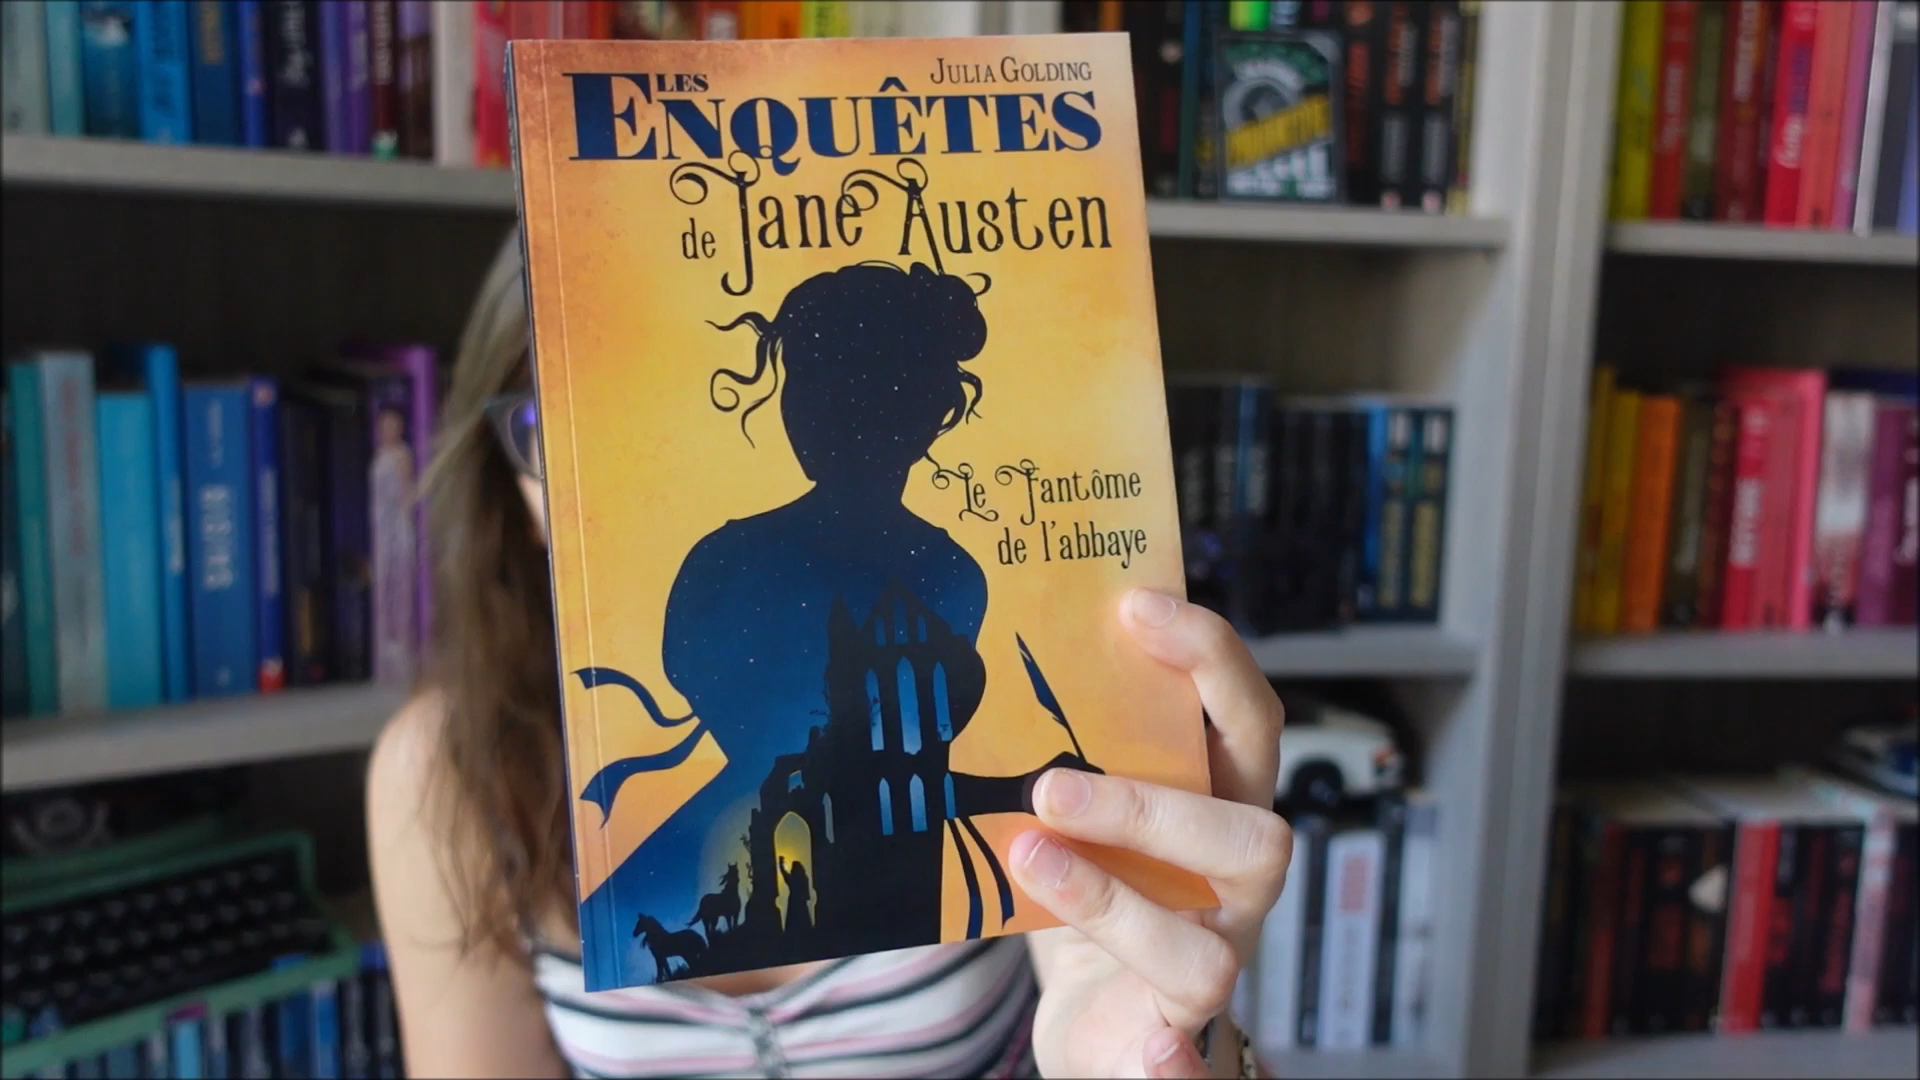 JULIA GOLDING
LES
ENQUÊTES
de Jane Austen
Le Fantôme
de l'abbaye